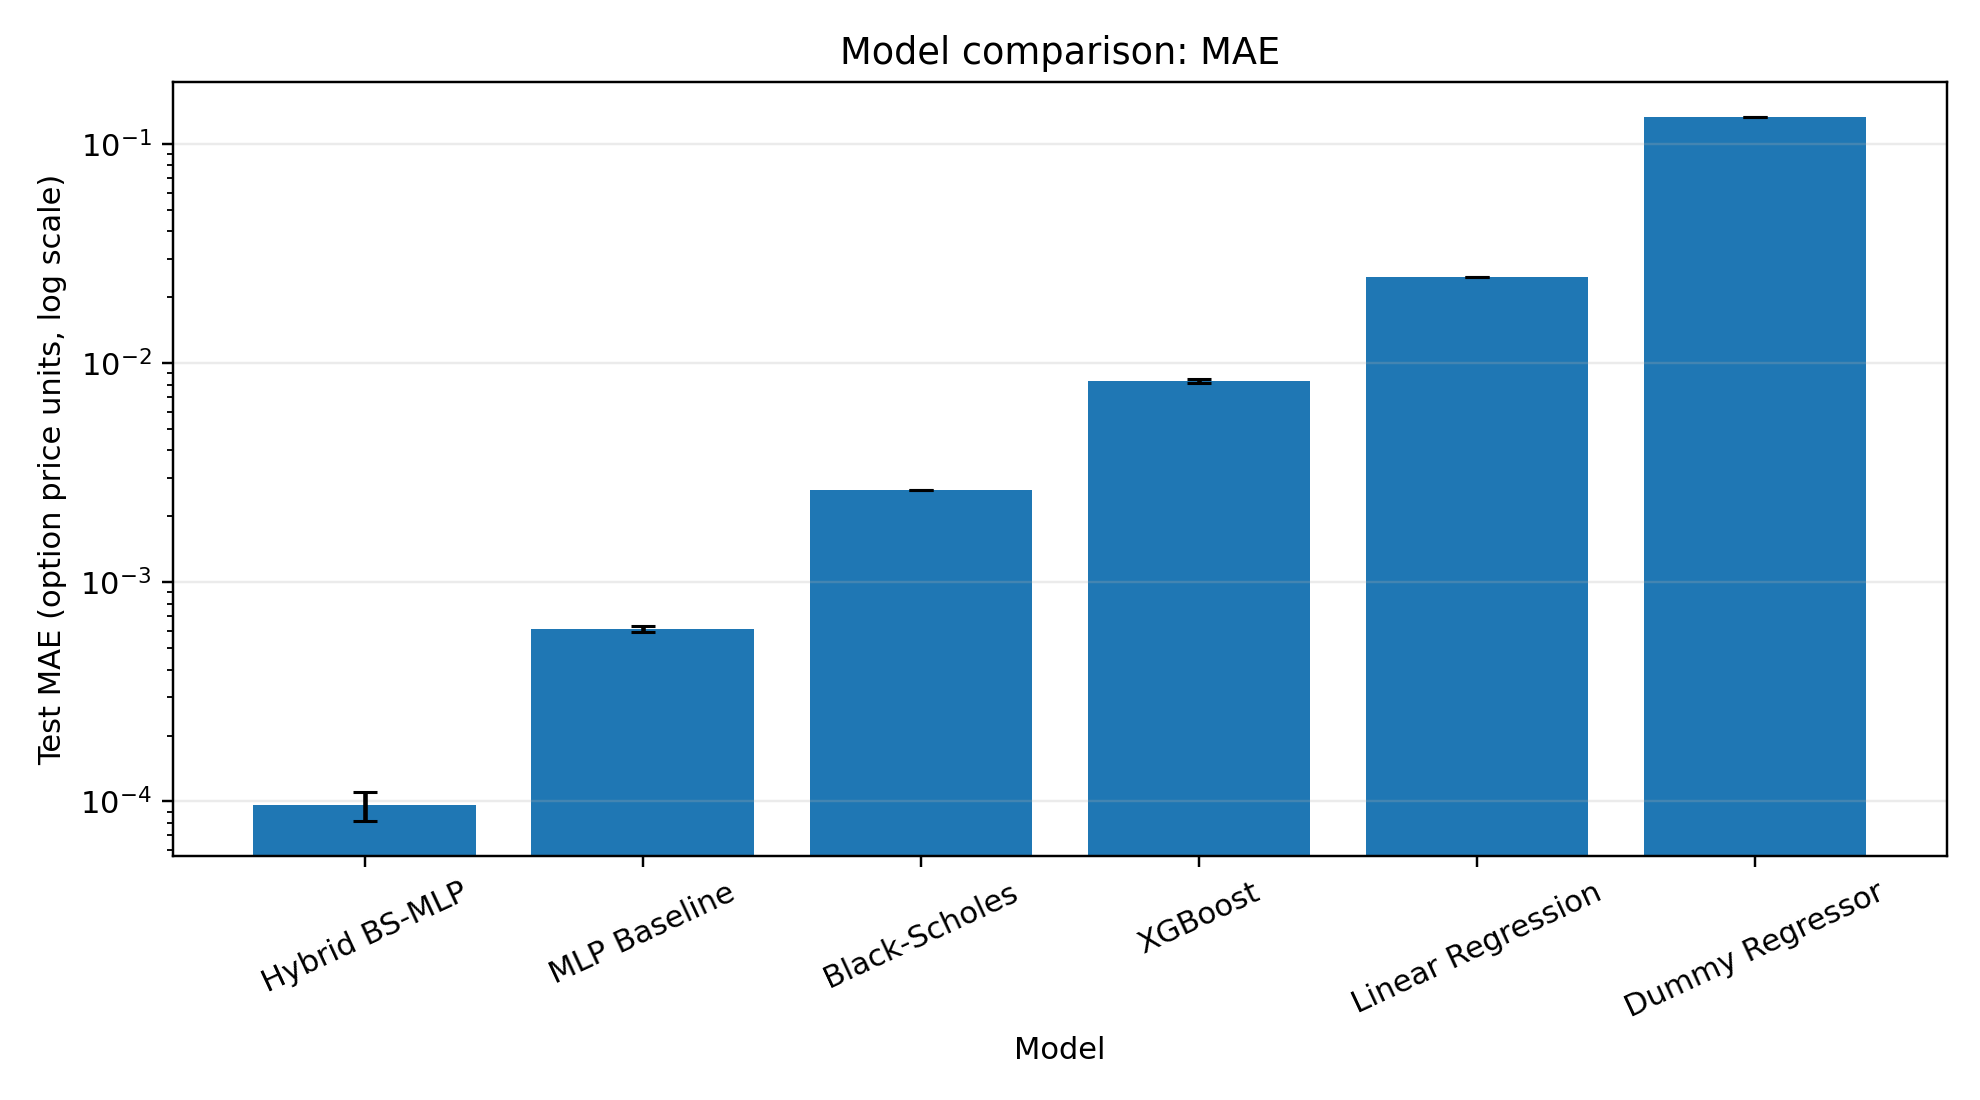 Model comparison: MAE
Test MAE (option price units, log scale)
10⁻¹
10⁻²
10⁻³
10⁻⁴
Hybrid BS-MLP
MLP Baseline
Black-Scholes
XGBoost
Linear Regression
Dummy Regressor
Model